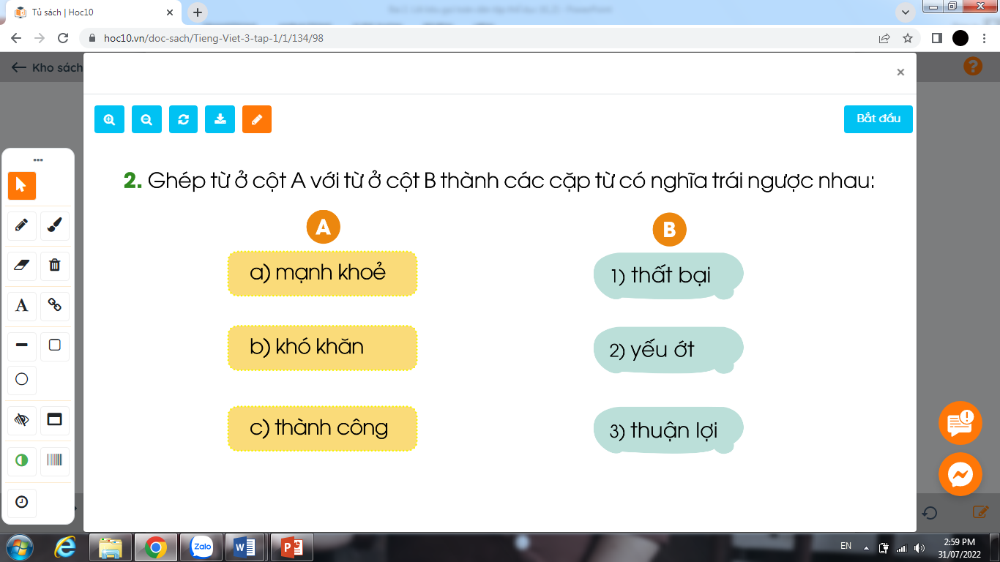 Tủ sách | Hoc10
hoc10.vn/doc-sach/Tieng-Viet-3-tap-1/1/134/98
Kho sách
Bắt đầu
2. Ghép từ ở cột A với từ ở cột B thành các cặp từ có nghĩa trái ngược nhau:
A
B
a) mạnh khoẻ
1) thất bại
b) khó khăn
2) yếu ớt
c) thành công
3) thuận lợi
A
Zalo
EN
2:59 PM
31/07/2022